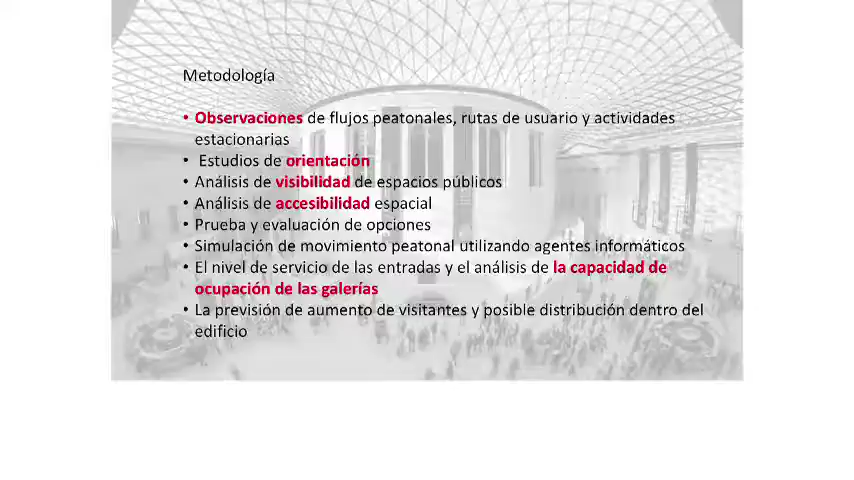 Metodología
• Observaciones de flujos peatonales, rutas de usuario y actividades
estacionarias
• Estudios de orientación
• Análisis de visibilidad de espacios públicos
• Análisis de accesibilidad espacial
• Prueba y evaluación de opciones
• Simulación de movimiento peatonal utilizando agentes informáticos
• El nivel de servicio de las entradas y el análisis de la capacidad de
ocupación de las galerías
• La previsión de aumento de visitantes y posible distribución dentro del
edificio